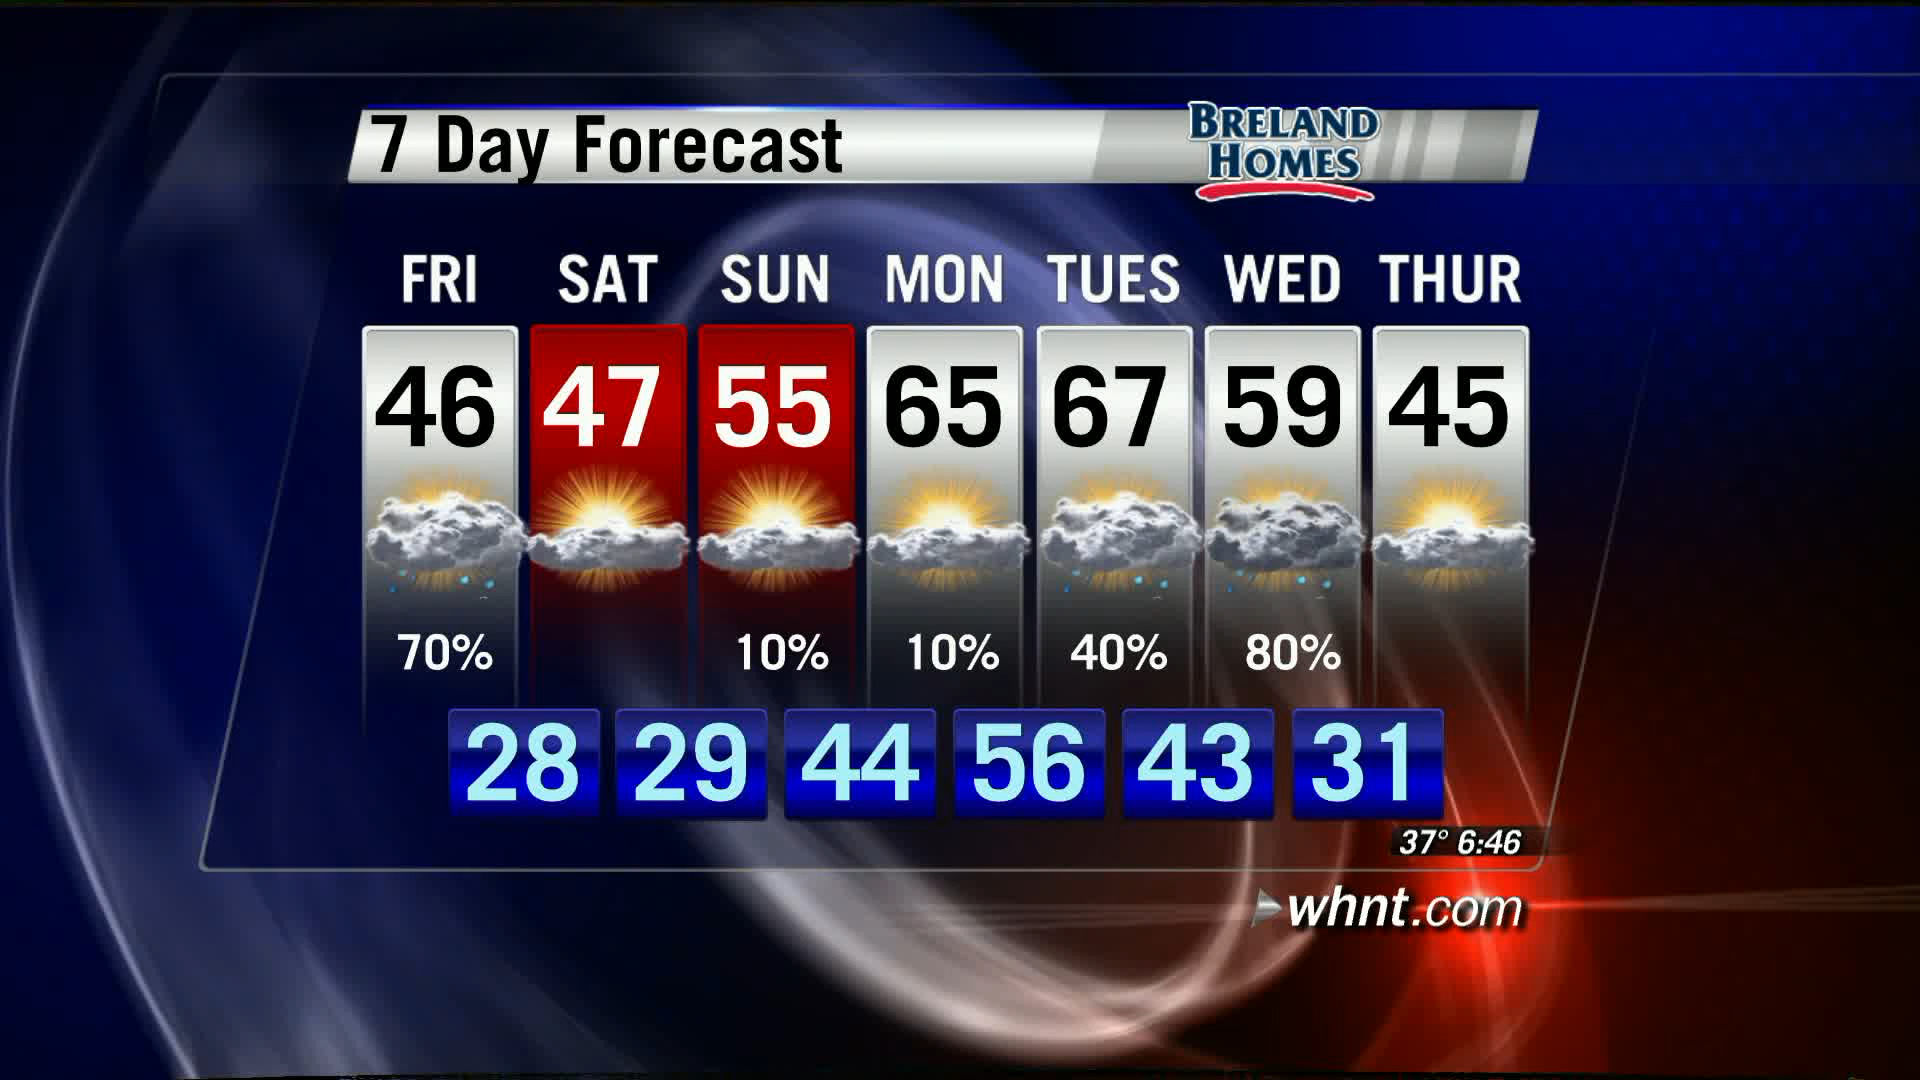 7 Day Forecast
BRELAND
HOMES
FRI SAT SUN MON TUES WED THUR
46 47 55 65 67 59 45
70% 10% 10% 40% 80%
28 29 44 56 43 31
37° 6:46
whnt.com